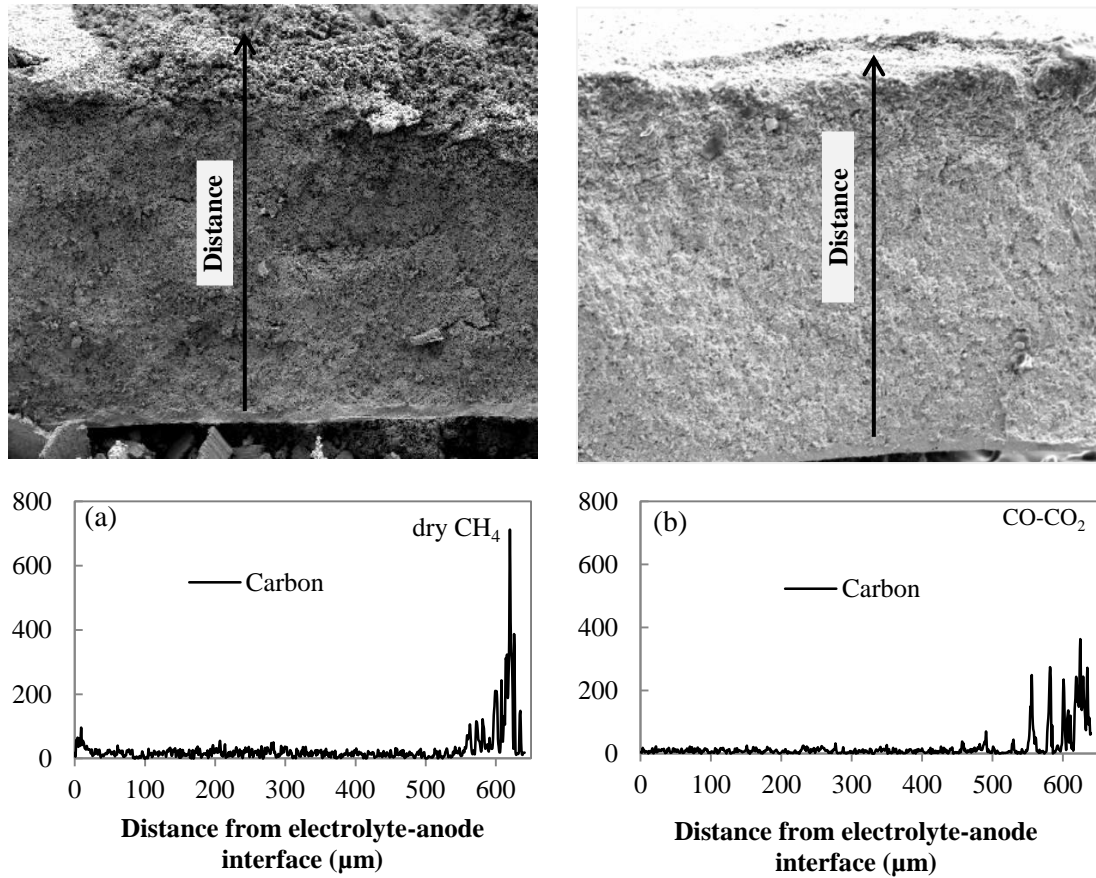 Distance
Distance
(a)
dry CH₄
Carbon
800
600
400
200
0
0 100 200 300 400 500 600
Distance from electrolyte-anode
interface (µm)
(b)
CO-CO₂
Carbon
800
600
400
200
0
0 100 200 300 400 500 600
Distance from electrolyte-anode
interface (µm)